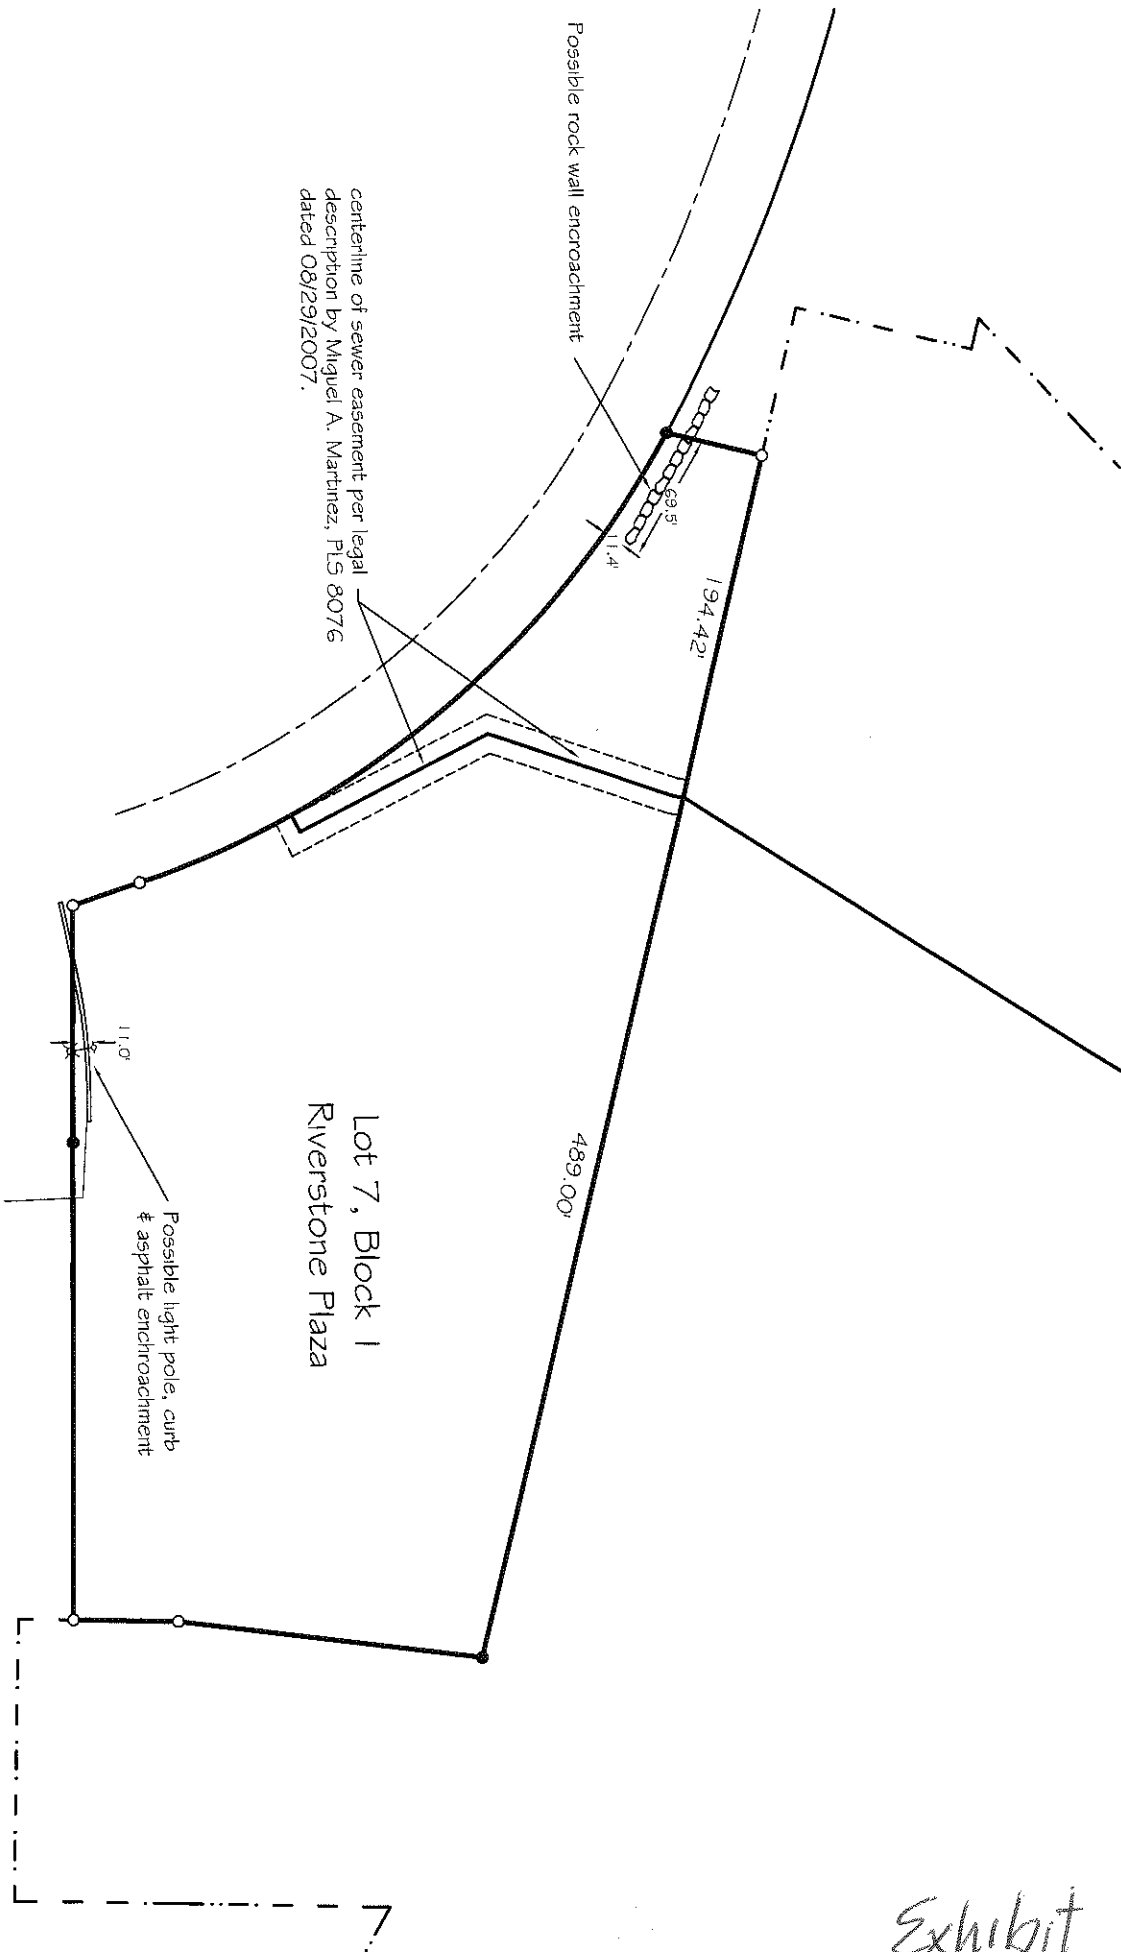 Possible rock wall encroachment
69.5'
11.4'
194.42'
centerline of sewer easement per legal
description by Miguel A. Martinez, PLS 8076
dated 08/29/2007.
489.00'
11.0'
Lot 7, Block 1
Riverstone Plaza
Possible light pole, curb
& asphalt enchroachment
Exhibit